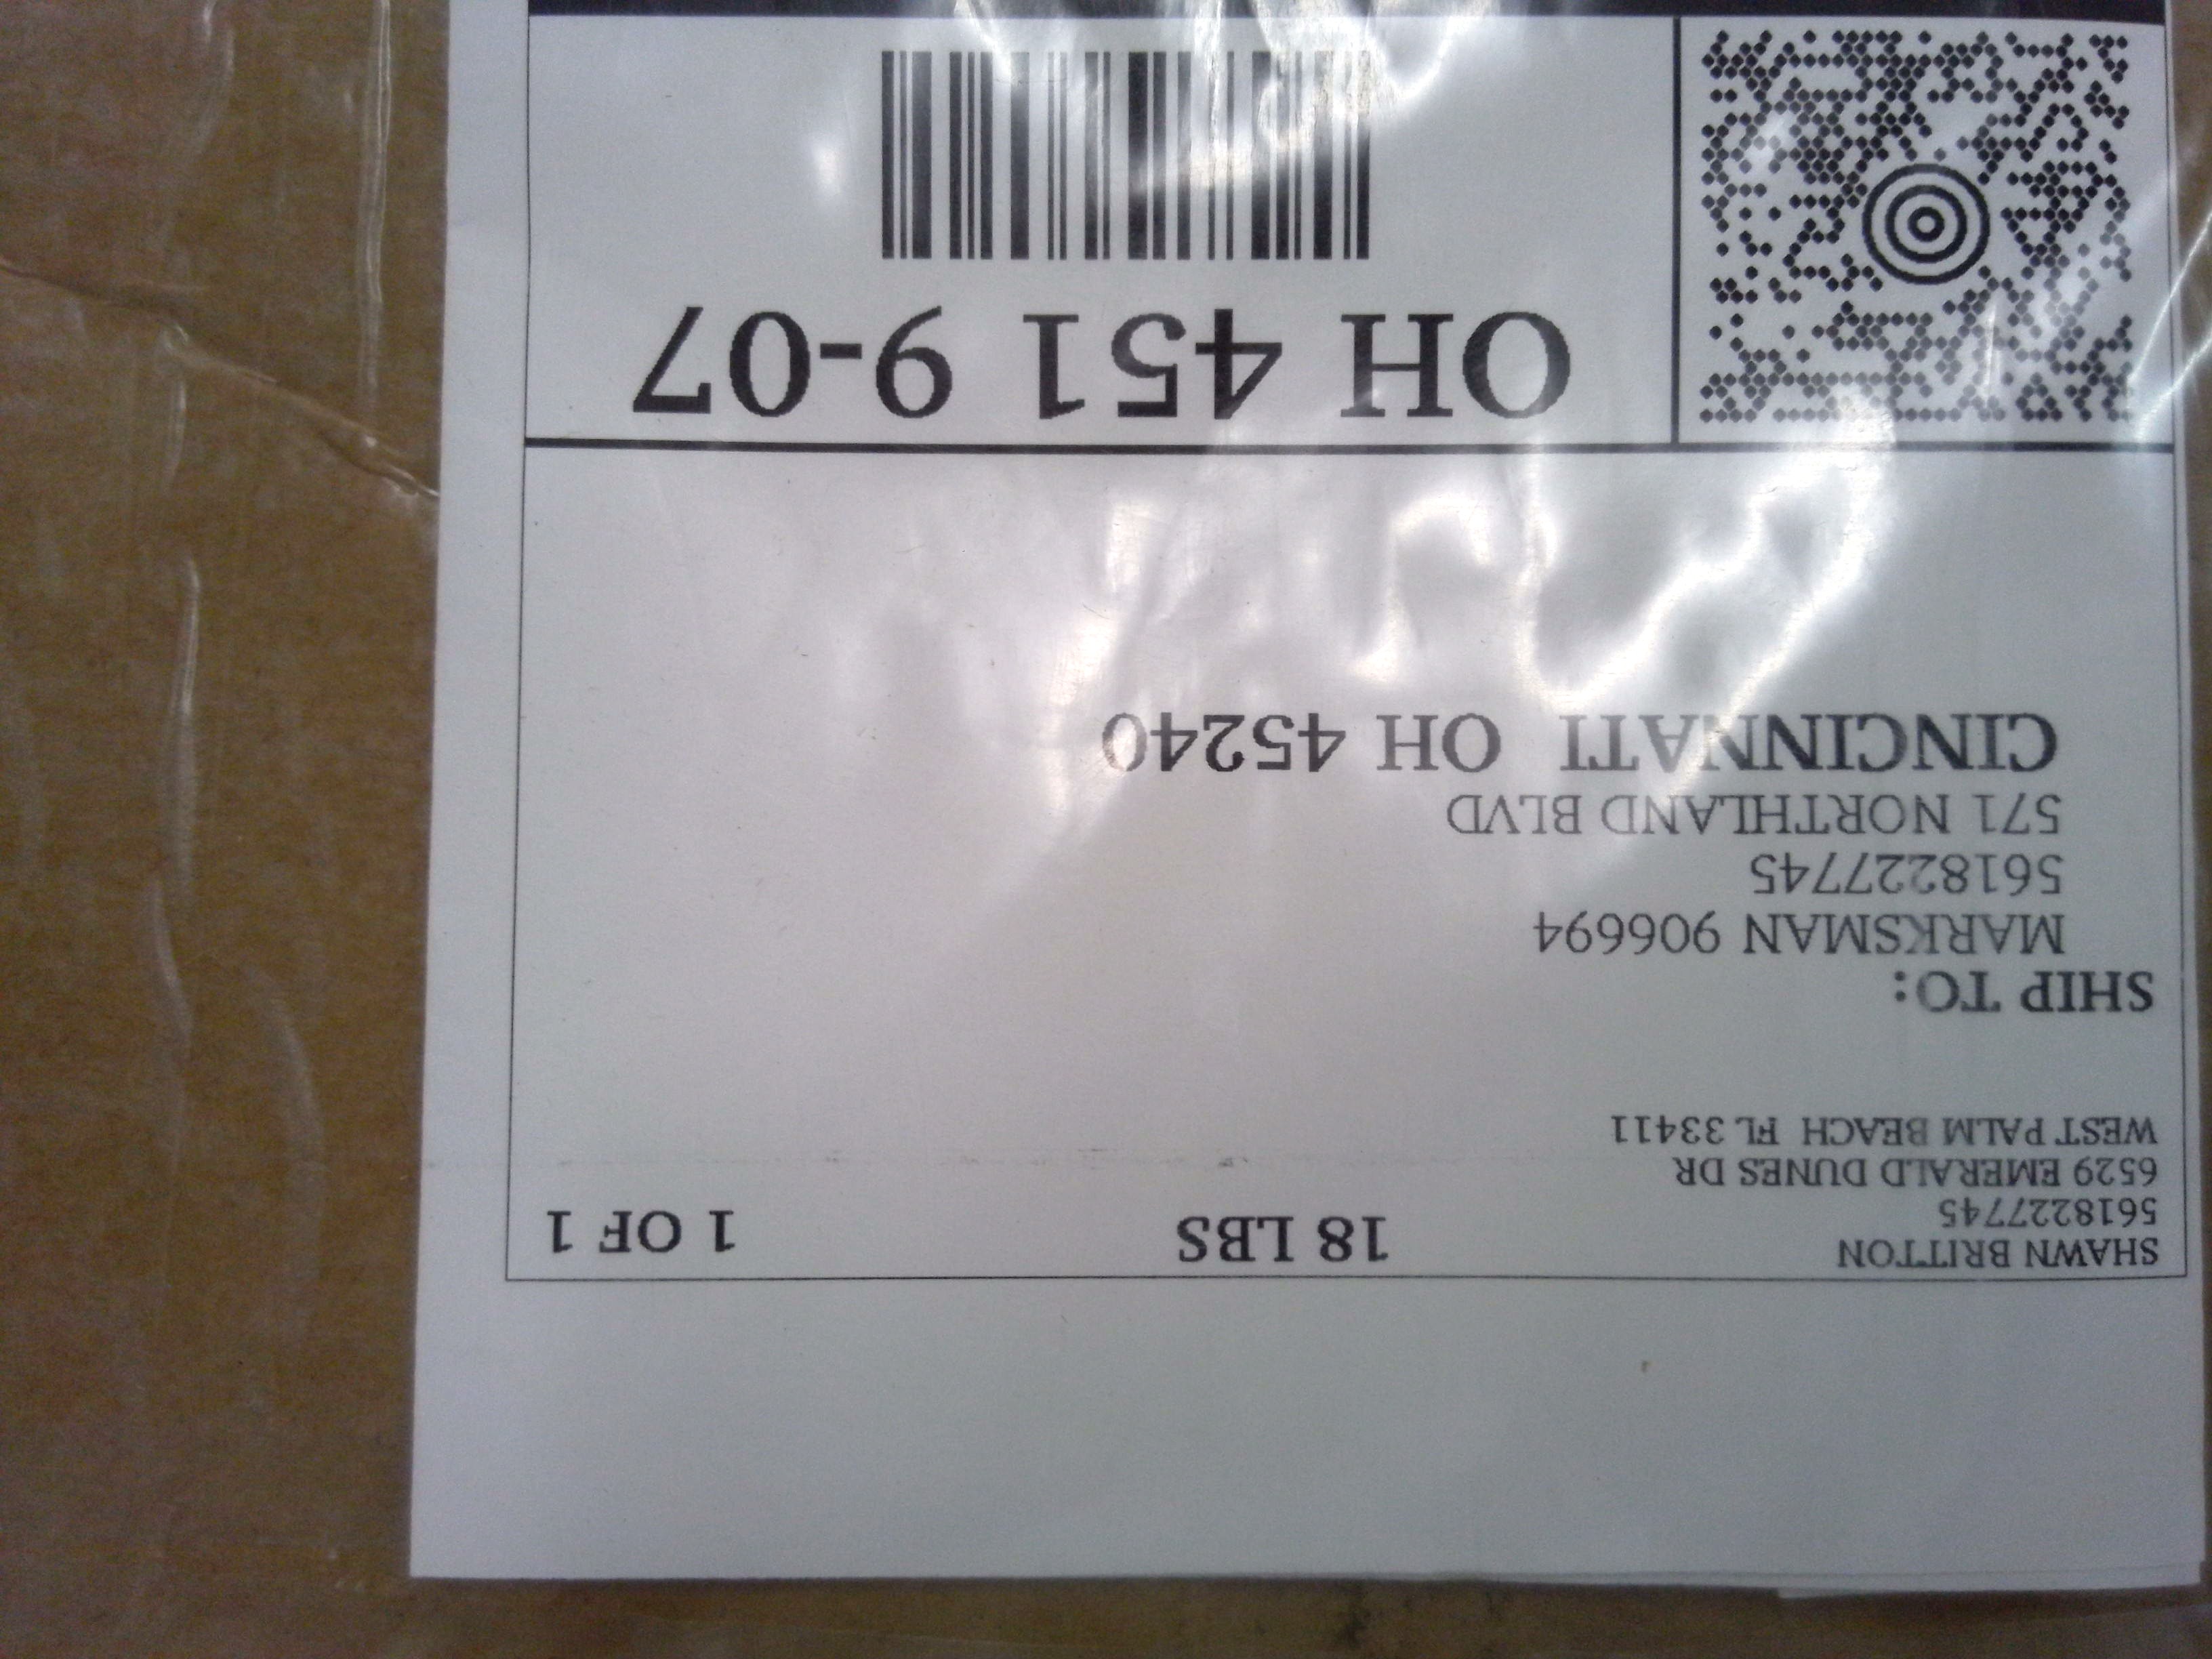 SHAWN BRITTON
5618227745
6529 EMERALD DUNES DR
WEST PALM BEACH FL 33411
18 LBS
1 OF 1
SHIP TO:
MARKSMAN 906694
5618227745
571 NORTHLAND BLVD
CINCINNATI OH 45240
OH 451 9-07